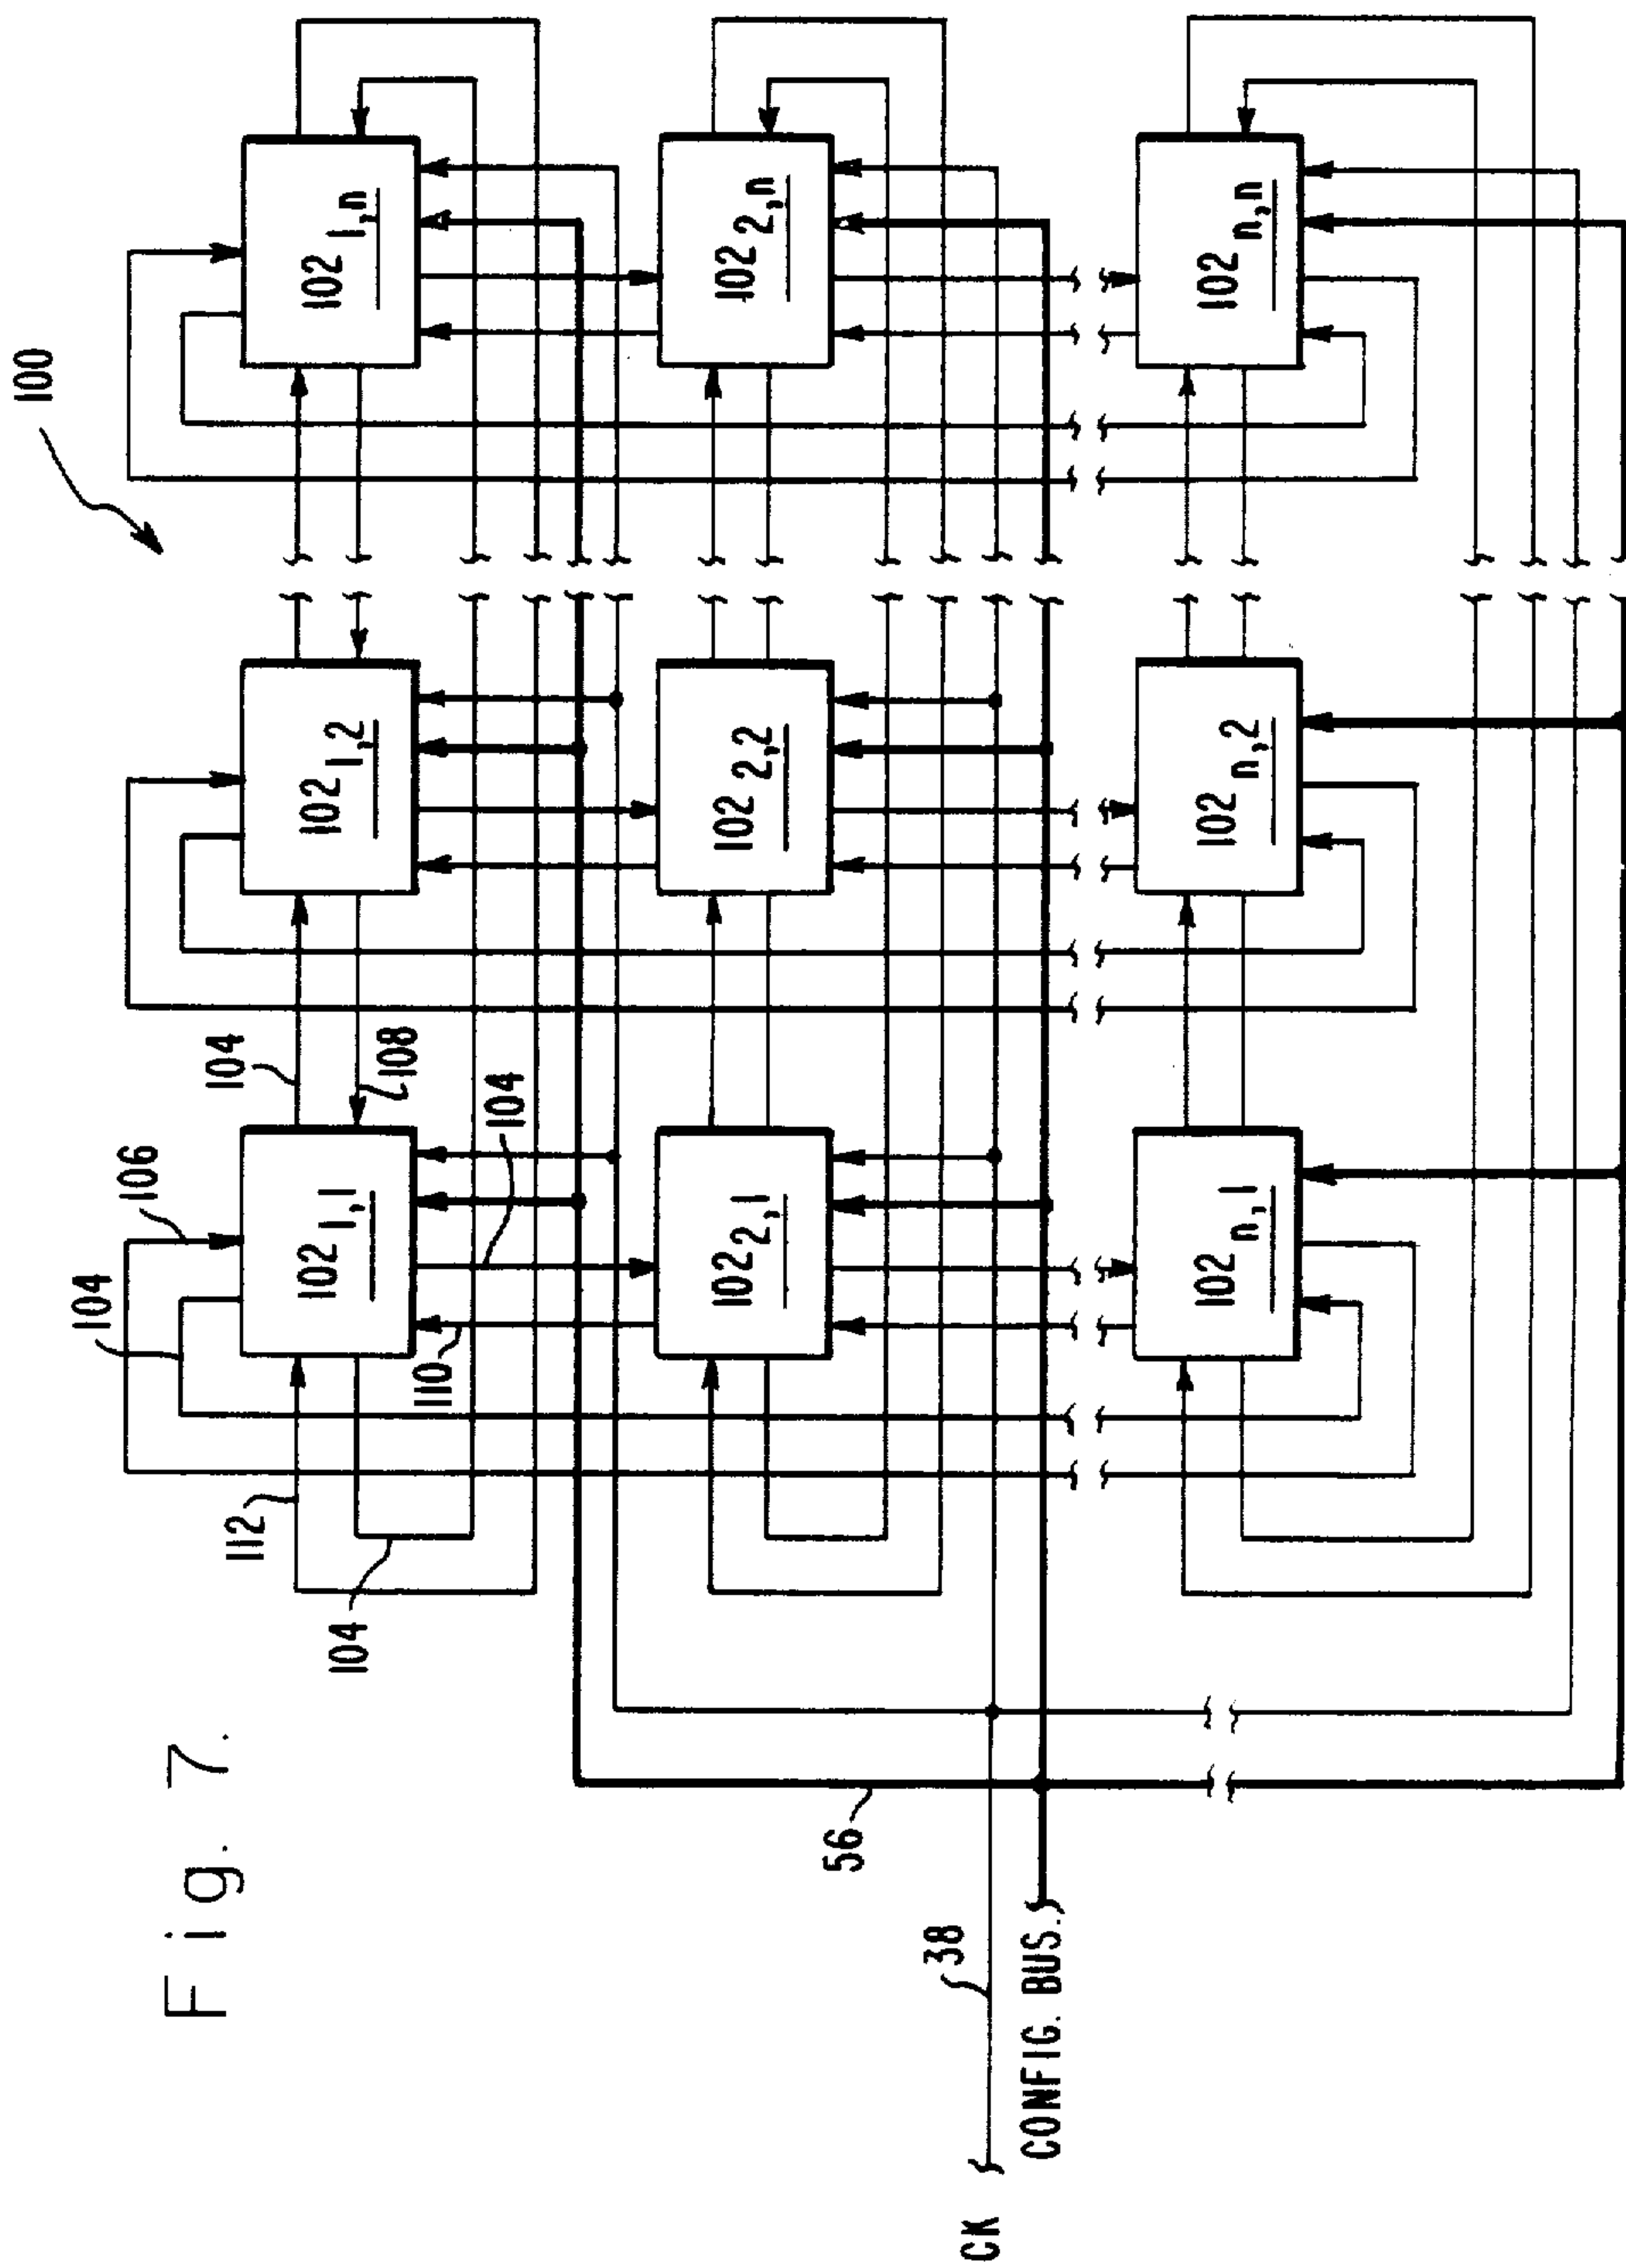 Fig. 7.
100
104
106
104
112
108
104
104
110
102 1,1
102 1,2
102 1,n
102 2,1
102 2,2
102 2,n
102 n,1
102 n,2
102 n,n
56
38
CK
CONFIG. BUS.